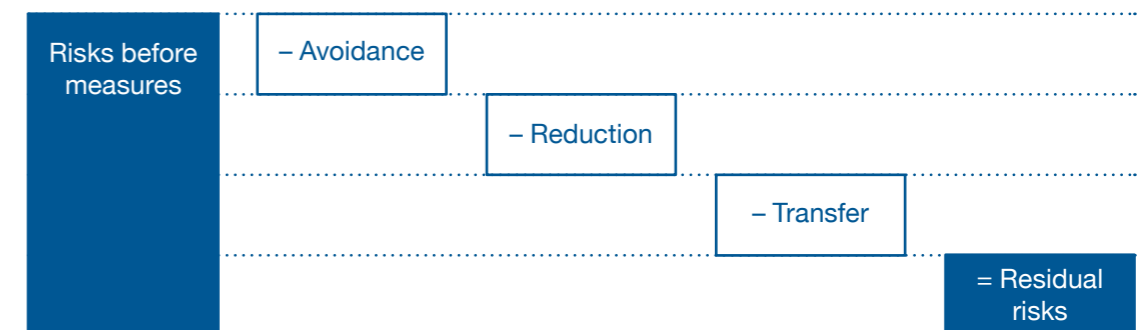 Risks before
measures
– Avoidance
– Reduction
– Transfer
= Residual
risks